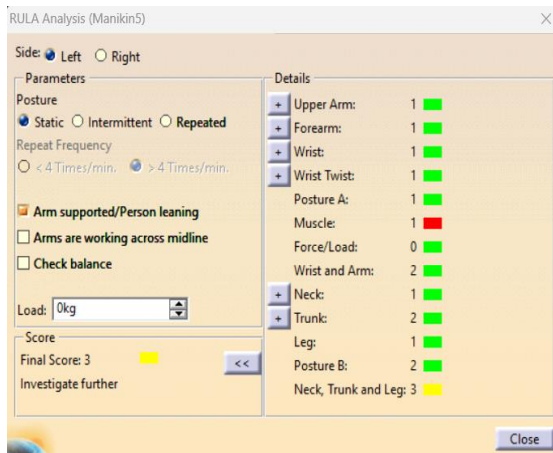 RULA Analysis (Manikin5)
Side: Left Right
Parameters
Posture
Static Intermittent Repeated
Repeat Frequency
< 4 Times/min. > 4 Times/min.
Arm supported/Person leaning
Arms are working across midline
Check balance
Load: 0kg
Score
Final Score: 3
<<
Investigate further
Details
+ Upper Arm: 1
+ Forearm: 1
+ Wrist: 1
+ Wrist Twist: 1
Posture A: 1
Muscle: 1
Force/Load: 0
Wrist and Arm: 2
+ Neck: 1
+ Trunk: 2
Leg: 1
Posture B: 2
Neck, Trunk and Leg: 3
Close